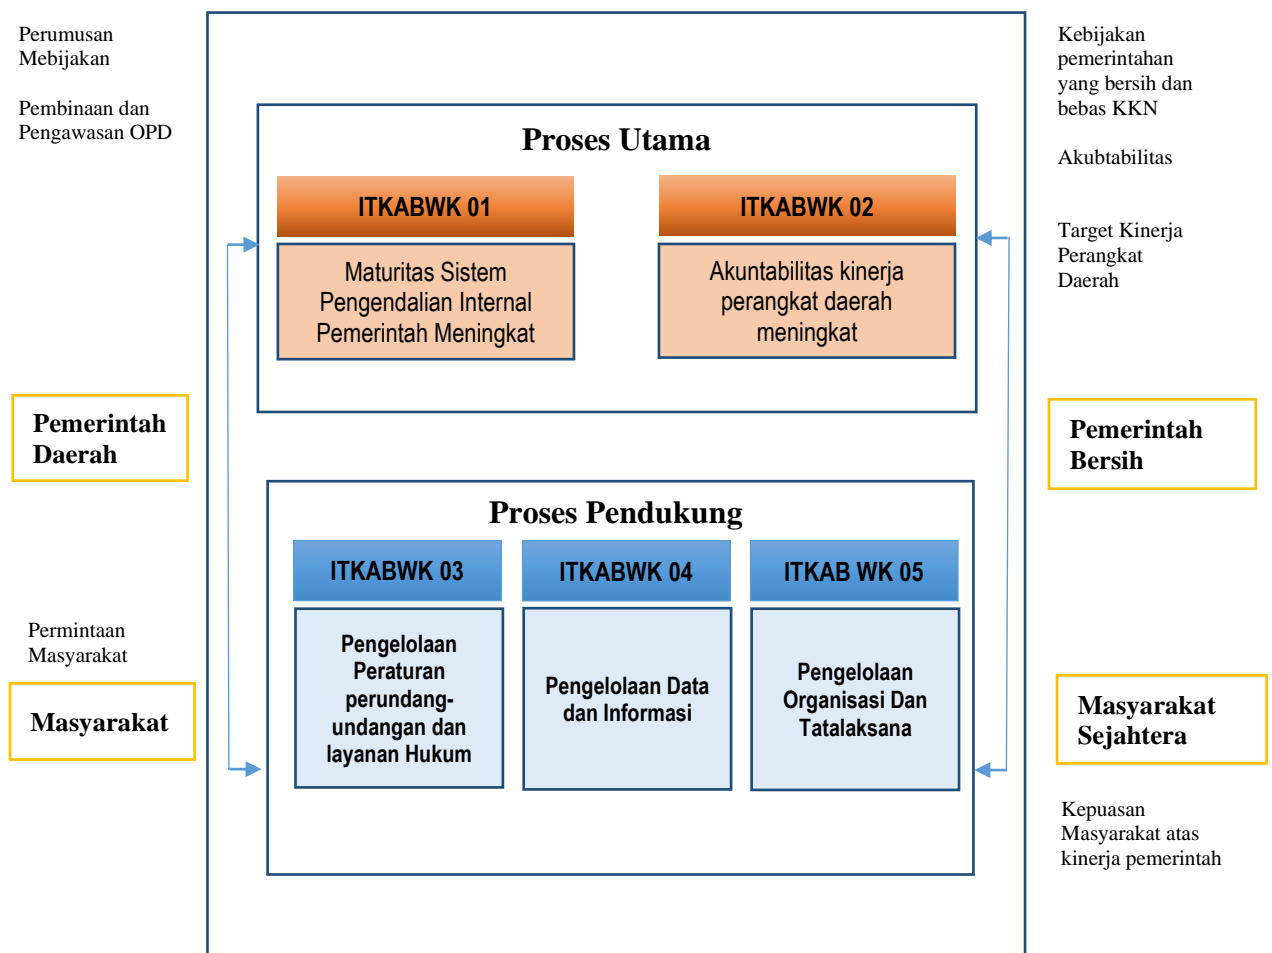 Perumusan
Mebijakan
Pembinaan dan
Pengawasan OPD
Pemerintah
Daerah
Permintaan
Masyarakat
Masyarakat
Proses Utama
ITKABWK 01
Maturitas Sistem
Pengendalian Internal
Pemerintah Meningkat
ITKABWK 02
Akuntabilitas kinerja
perangkat daerah
meningkat
Proses Pendukung
ITKABWK 03
Pengelolaan
Peraturan
perundang-
undangan dan
layanan Hukum
ITKABWK 04
Pengelolaan Data
dan Informasi
ITKAB WK 05
Pengelolaan
Organisasi Dan
Tatalaksana
Kebijakan
pemerintahan
yang bersih dan
bebas KKN
Akubtabilitas
Target Kinerja
Perangkat
Daerah
Pemerintah
Bersih
Masyarakat
Sejahtera
Kepuasan
Masyarakat atas
kinerja pemerintah